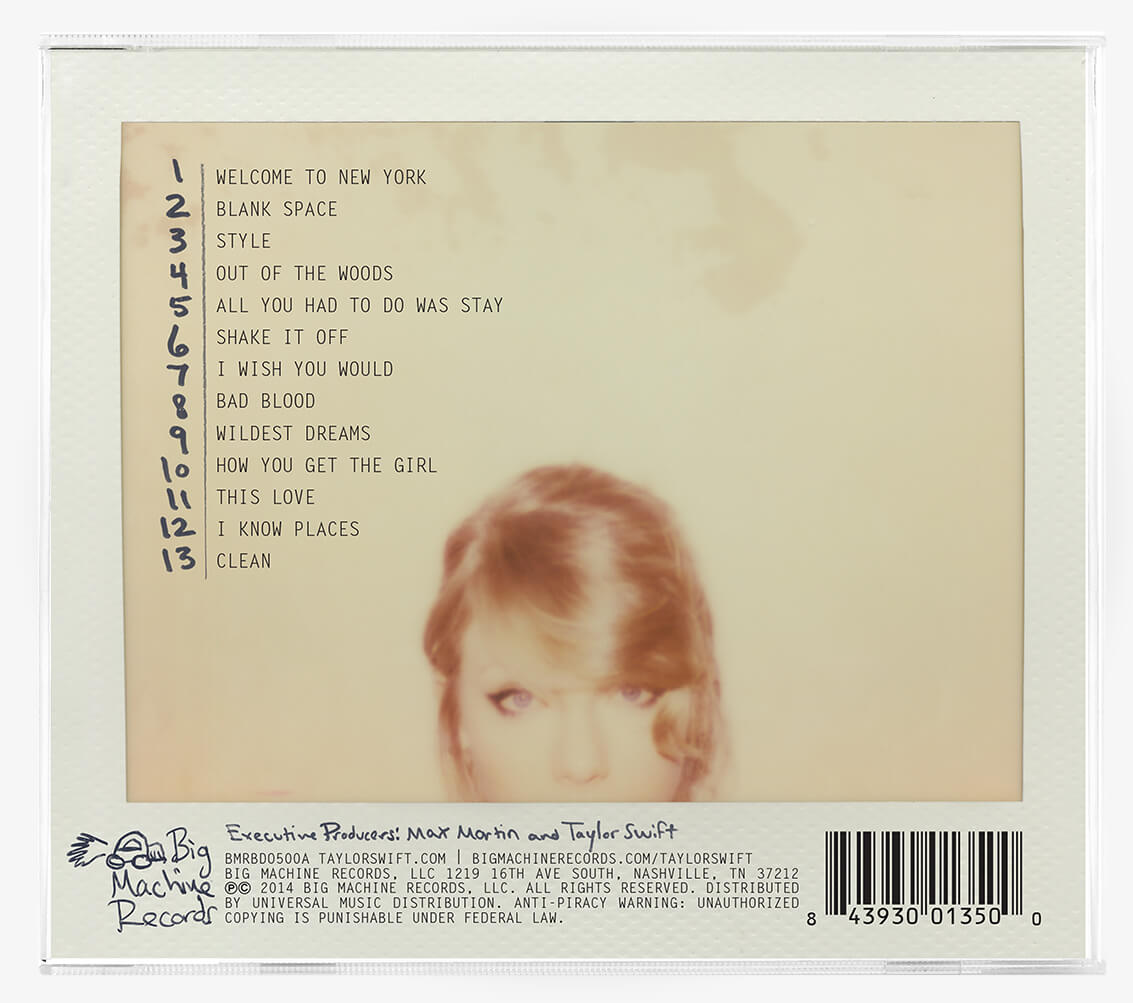 1 WELCOME TO NEW YORK
2 BLANK SPACE
3 STYLE
4 OUT OF THE WOODS
5 ALL YOU HAD TO DO WAS STAY
6 SHAKE IT OFF
7 I WISH YOU WOULD
8 BAD BLOOD
9 WILDEST DREAMS
10 HOW YOU GET THE GIRL
11 THIS LOVE
12 I KNOW PLACES
13 CLEAN
Big
Machine
Records
Executive Producers: Max Martin and Taylor Swift
BMRBD0500A TAYLORSWIFT.COM | BIGMACHINERECORDS.COM/TAYLORSWIFT
BIG MACHINE RECORDS, LLC 1219 16TH AVE SOUTH, NASHVILLE, TN 37212
℗© 2014 BIG MACHINE RECORDS, LLC. ALL RIGHTS RESERVED. DISTRIBUTED
BY UNIVERSAL MUSIC DISTRIBUTION. ANTI-PIRACY WARNING: UNAUTHORIZED
COPYING IS PUNISHABLE UNDER FEDERAL LAW.
8 43930 01350 0